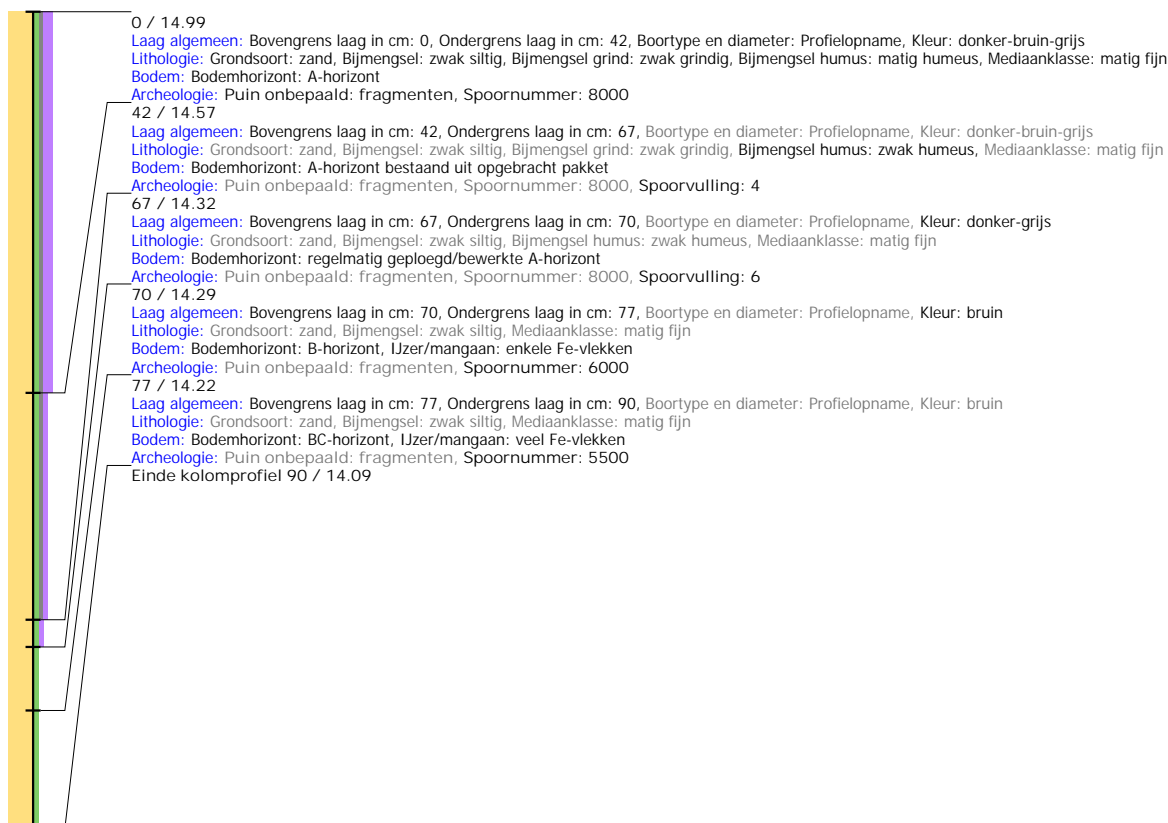 0 / 14.99
Laag algemeen: Bovengrens laag in cm: 0, Ondergrens laag in cm: 42, Boortype en diameter: Profielopname, Kleur: donker-bruin-grijs
Lithologie: Grondsoort: zand, Bijmengsel: zwak siltig, Bijmengsel grind: zwak grindig, Bijmengsel humus: matig humeus, Mediaanklasse: matig fijn
Bodem: Bodemhorizont: A-horizont
Archeologie: Puin onbepaald: fragmenten, Spoornummer: 8000
42 / 14.57
Laag algemeen: Bovengrens laag in cm: 42, Ondergrens laag in cm: 67, Boortype en diameter: Profielopname, Kleur: donker-bruin-grijs
Lithologie: Grondsoort: zand, Bijmengsel: zwak siltig, Bijmengsel grind: zwak grindig, Bijmengsel humus: zwak humeus, Mediaanklasse: matig fijn
Bodem: Bodemhorizont: A-horizont bestaand uit opgebracht pakket
Archeologie: Puin onbepaald: fragmenten, Spoornummer: 8000, Spoorvulling: 4
67 / 14.32
Laag algemeen: Bovengrens laag in cm: 67, Ondergrens laag in cm: 70, Boortype en diameter: Profielopname, Kleur: donker-grijs
Lithologie: Grondsoort: zand, Bijmengsel: zwak siltig, Bijmengsel humus: zwak humeus, Mediaanklasse: matig fijn
Bodem: Bodemhorizont: regelmatig geploegd/bewerkte A-horizont
Archeologie: Puin onbepaald: fragmenten, Spoornummer: 8000, Spoorvulling: 6
70 / 14.29
Laag algemeen: Bovengrens laag in cm: 70, Ondergrens laag in cm: 77, Boortype en diameter: Profielopname, Kleur: bruin
Lithologie: Grondsoort: zand, Bijmengsel: zwak siltig, Mediaanklasse: matig fijn
Bodem: Bodemhorizont: B-horizont, IJzer/mangaan: enkele Fe-vlekken
Archeologie: Puin onbepaald: fragmenten, Spoornummer: 6000
77 / 14.22
Laag algemeen: Bovengrens laag in cm: 77, Ondergrens laag in cm: 90, Boortype en diameter: Profielopname, Kleur: bruin
Lithologie: Grondsoort: zand, Bijmengsel: zwak siltig, Mediaanklasse: matig fijn
Bodem: Bodemhorizont: BC-horizont, IJzer/mangaan: veel Fe-vlekken
Archeologie: Puin onbepaald: fragmenten, Spoornummer: 5500
Einde kolomprofiel 90 / 14.09